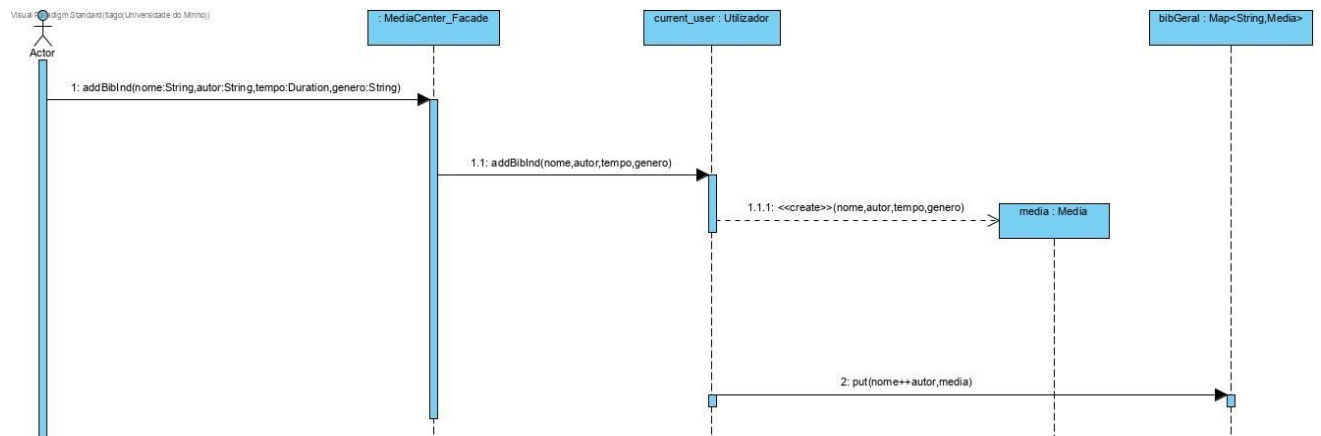 Visual Paradigm Standard(tiago(Universidade do Minho))
: MediaCenter_Facade
current_user : Utilizador
bibGeral : Map<String,Media>
Actor
1: addBibInd(nome:String,autor:String,tempo:Duration,genero:String)
1.1: addBibInd(nome,autor,tempo,genero)
1.1.1: <<create>>(nome,autor,tempo,genero)
media : Media
2: put(nome++autor,media)